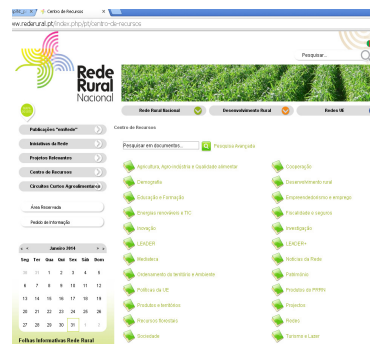 Centro de Recursos
ww.rederural.pt/index.php/pt/centro-de-recursos
Pesquisar...
Rede
Rural
Nacional
Rede Rural Nacional
Desenvolvimento Rural
Redes UE
Publicações "emRede"
Iniciativas da Rede
Projetos Relevantes
Centro de Recursos
Circuitos Curtos Agroalimentares
Área Reservada
Pedido de Informação
Centro de Recursos
Pesquisar em documentos...
Pesquisa Avançada
Agricultura, Agro-indústria e Qualidade alimentar
Cooperação
Demografia
Desenvolvimento rural
Educação e Formação
Empreendedorismo e emprego
Energias renováveis e TIC
Fiscalidade e seguros
Inovação
Investigação
LEADER
LEADER+
Mediateca
Notícias da Rede
Ordenamento do território e Ambiente
Património
Políticas da UE
Produtos do PRRN
Produtos e territórios
Projectos
Recursos florestais
Redes
Sociedade
Turismo e Lazer
« < Janeiro 2014 > »
Seg Ter Qua Qui Sex Sáb Dom
30 31 1 2 3 4 5
6 7 8 9 10 11 12
13 14 15 16 17 18 19
20 21 22 23 24 25 26
27 28 29 30 31 1 2
Folhas Informativas Rede Rural